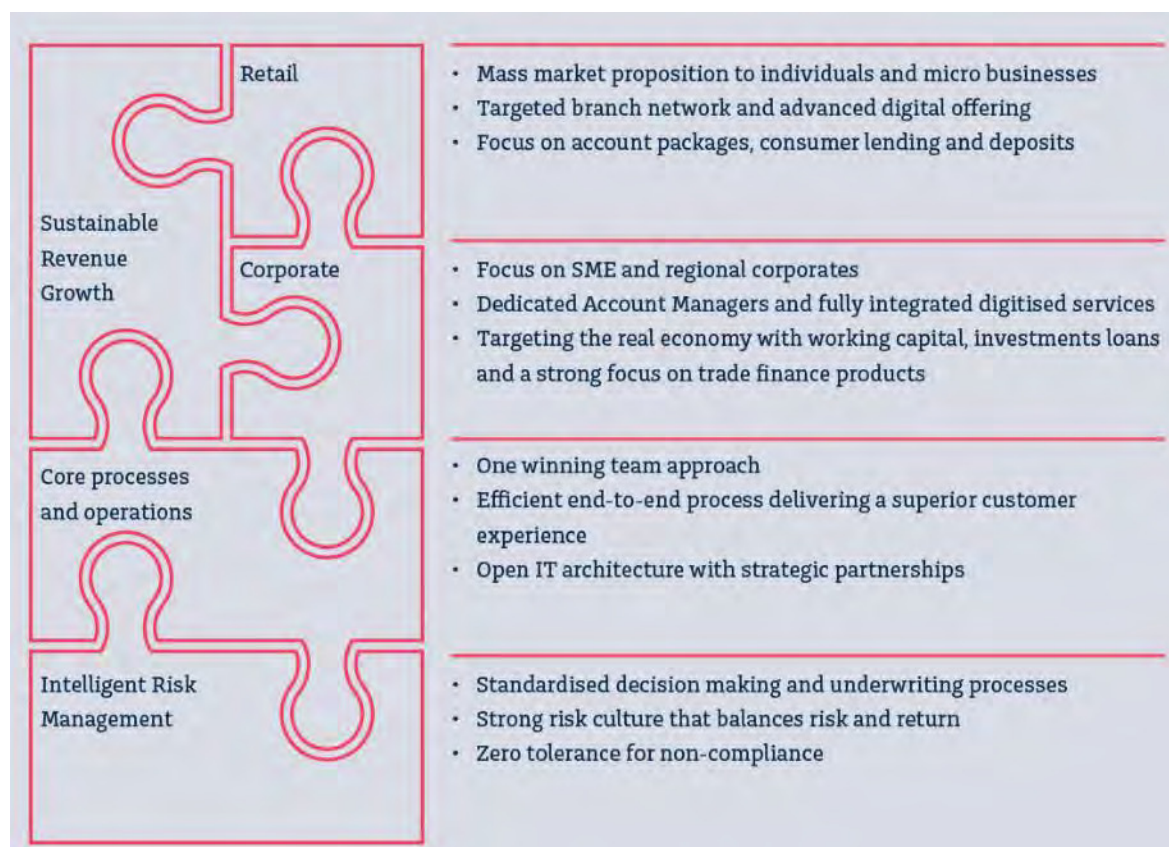 Retail
• Mass market proposition to individuals and micro businesses
• Targeted branch network and advanced digital offering
• Focus on account packages, consumer lending and deposits
Sustainable
Revenue
Growth
Corporate
• Focus on SME and regional corporates
• Dedicated Account Managers and fully integrated digitised services
• Targeting the real economy with working capital, investments loans
and a strong focus on trade finance products
Core processes
and operations
• One winning team approach
• Efficient end-to-end process delivering a superior customer
experience
• Open IT architecture with strategic partnerships
Intelligent Risk
Management
• Standardised decision making and underwriting processes
• Strong risk culture that balances risk and return
• Zero tolerance for non-compliance